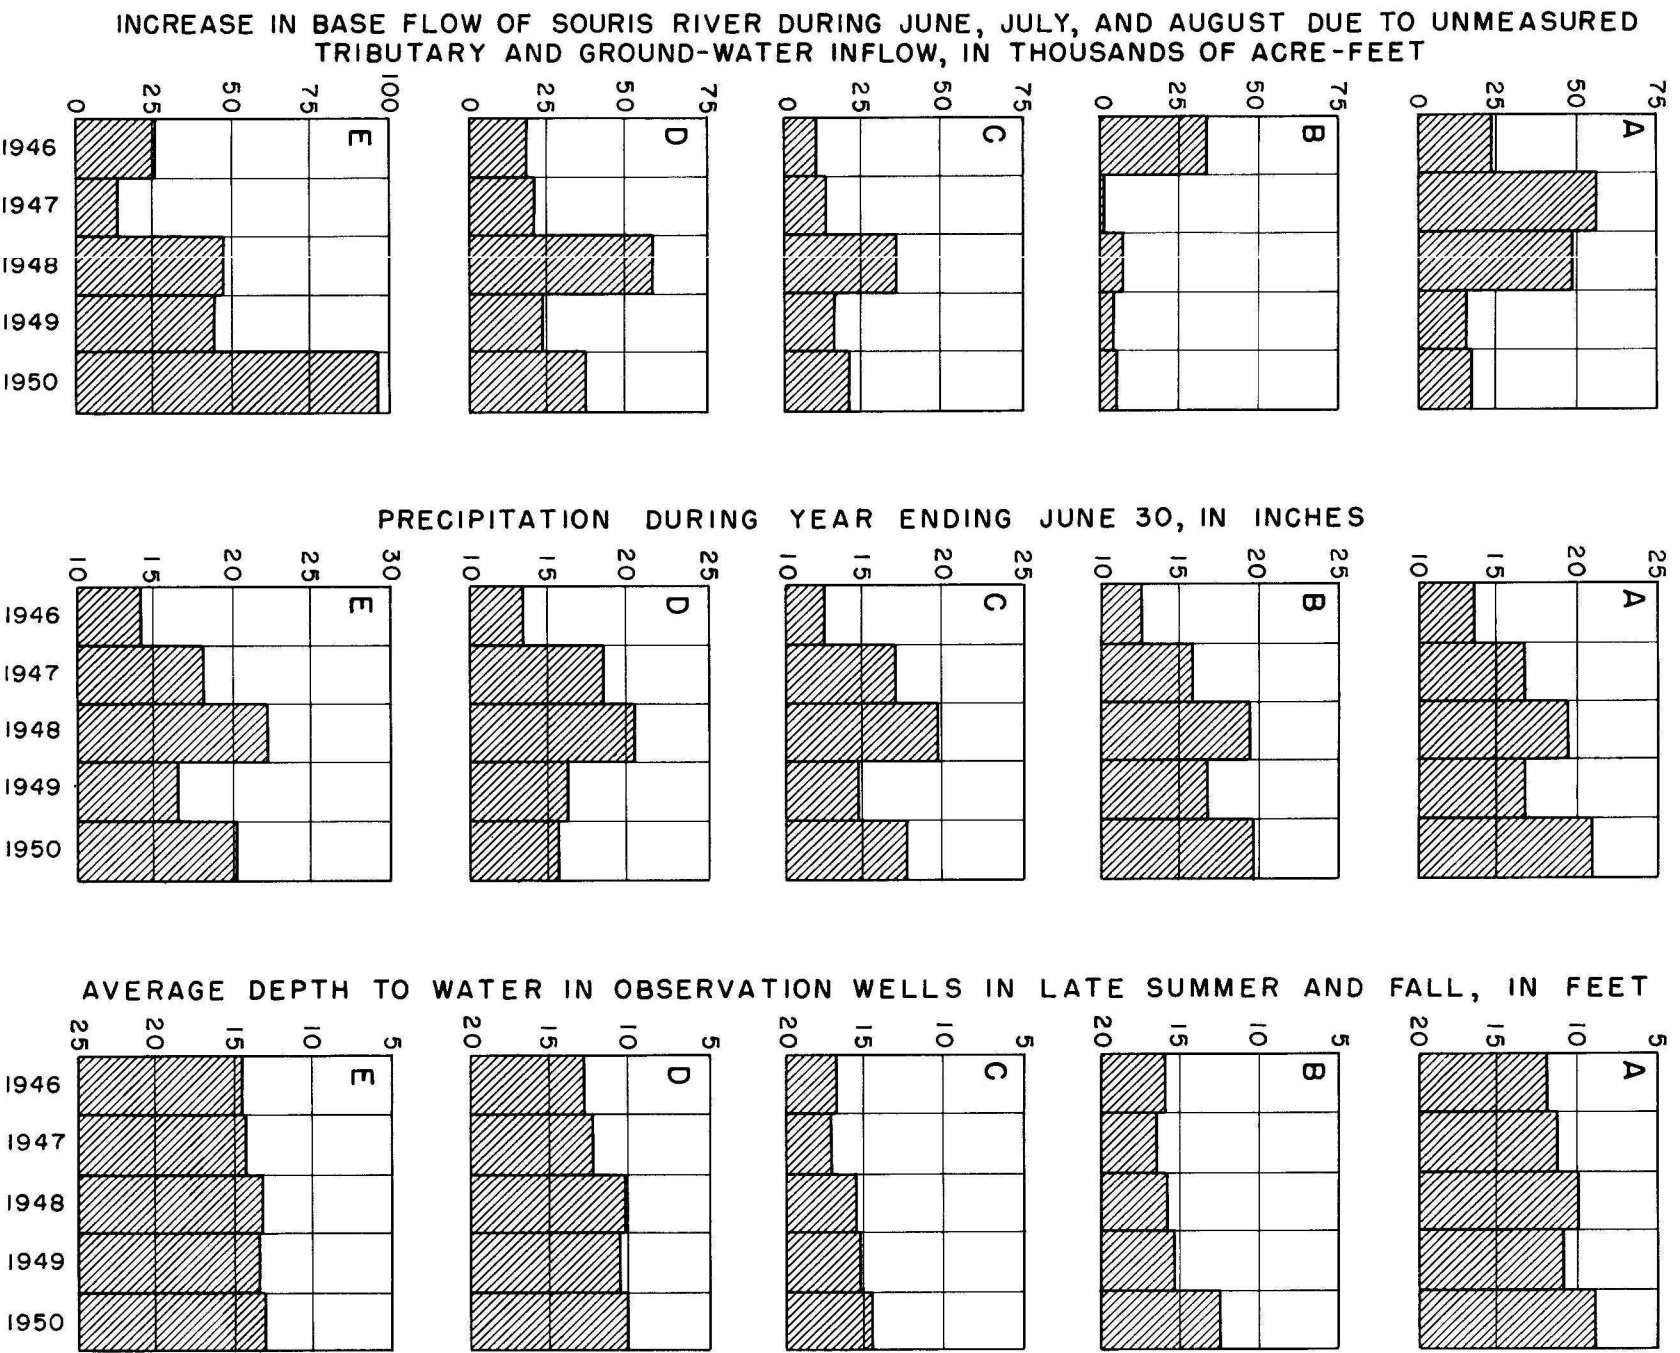 INCREASE IN BASE FLOW OF SOURIS RIVER DURING JUNE, JULY, AND AUGUST DUE TO UNMEASURED
TRIBUTARY AND GROUND-WATER INFLOW, IN THOUSANDS OF ACRE-FEET
0 25 50 75 100 0 25 50 75 0 25 50 75 0 25 50 75 0 25 50 75
E D C B A
1946
1947
1948
1949
1950
PRECIPITATION DURING YEAR ENDING JUNE 30, IN INCHES
10 15 20 25 30 10 15 20 25 10 15 20 25 10 15 20 25 10 15 20 25
E D C B A
1946
1947
1948
1949
1950
AVERAGE DEPTH TO WATER IN OBSERVATION WELLS IN LATE SUMMER AND FALL, IN FEET
25 20 15 10 5 20 15 10 5 20 15 10 5 20 15 10 5 20 15 10 5
E D C B A
1946
1947
1948
1949
1950